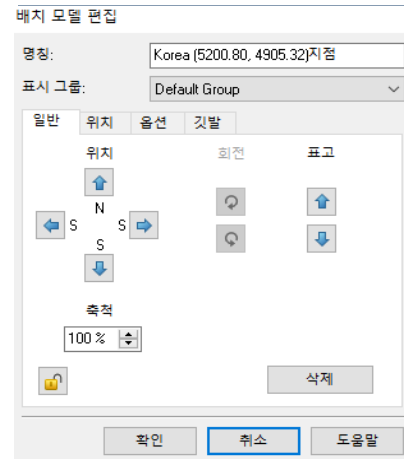 배치 모델 편집
명칭: Korea (5200.80, 4905.32)지점
표시 그룹: Default Group
일반 위치 옵션 깃발
위치 회전 표고
N
S S
S
축척
100 %
삭제
확인 취소 도움말